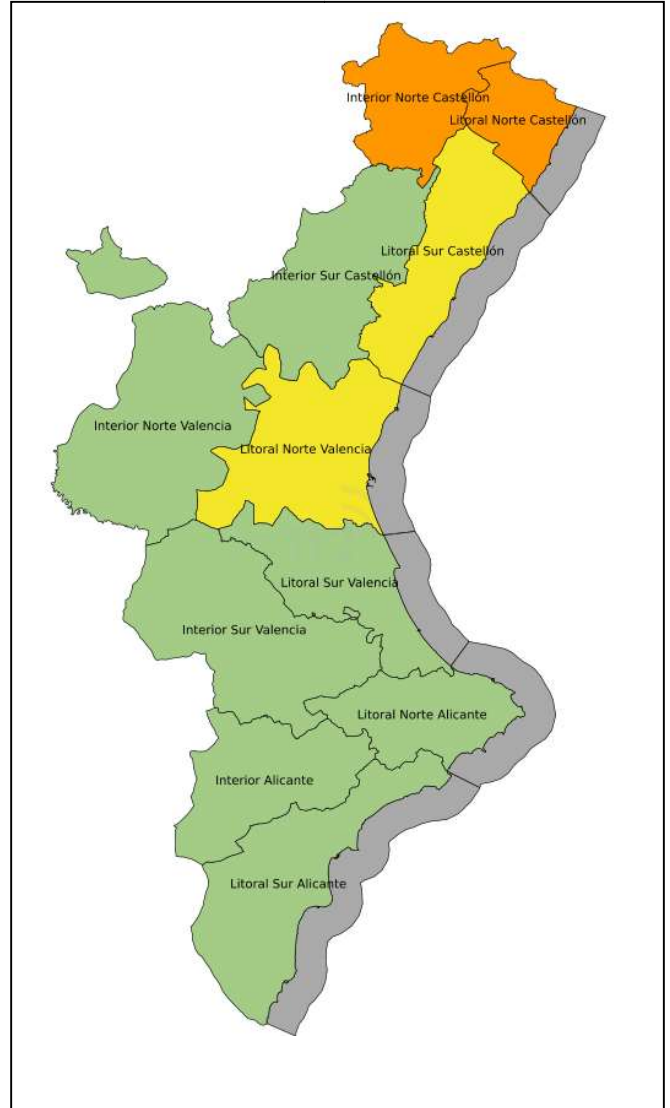 Interior Norte Castellón
Litoral Norte Castellón
Litoral Sur Castellón
Interior Sur Castellón
Interior Norte Valencia
Litoral Norte Valencia
Litoral Sur Valencia
Interior Sur Valencia
Litoral Norte Alicante
Interior Alicante
Litoral Sur Alicante